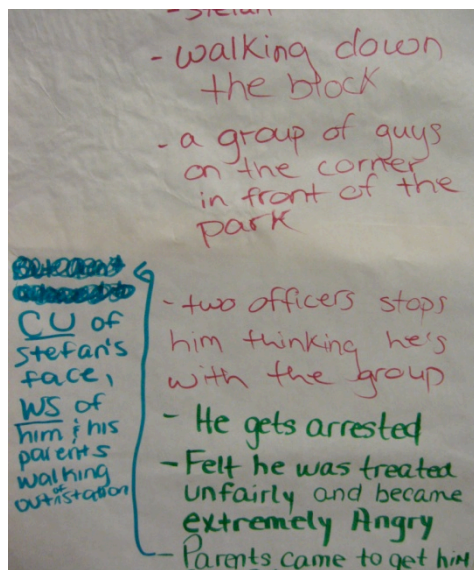 - Stefan
- walking down
the block
- a group of guys
on the corner
in front of the
park
- two officers stops
him thinking he's
with the group
- He gets arrested
- Felt he was treated
unfairly and became
extremely Angry
- Parents came to get him
CU of
Stefan's
face,
WS of
him & his
parents
walking
out of station